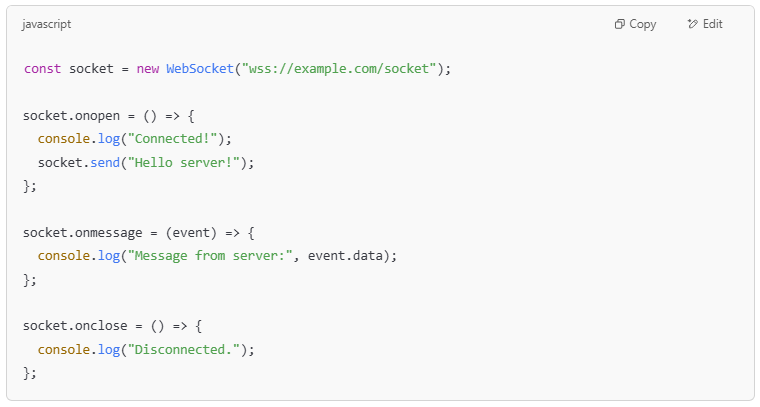 javascript
Copy
Edit
const socket = new WebSocket("wss://example.com/socket");
socket.onopen = () => {
  console.log("Connected!");
  socket.send("Hello server!");
};
socket.onmessage = (event) => {
  console.log("Message from server:", event.data);
};
socket.onclose = () => {
  console.log("Disconnected.");
};